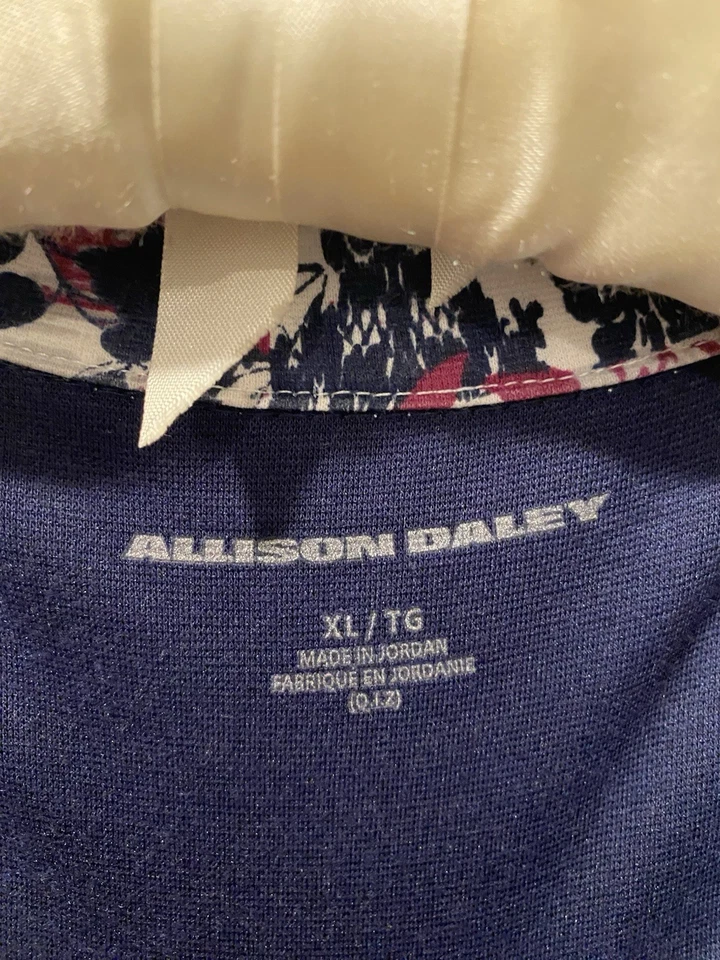 ALLISON DALEY
XL / TG
MADE IN JORDAN
FABRIQUE EN JORDANIE
(Q.I.Z)